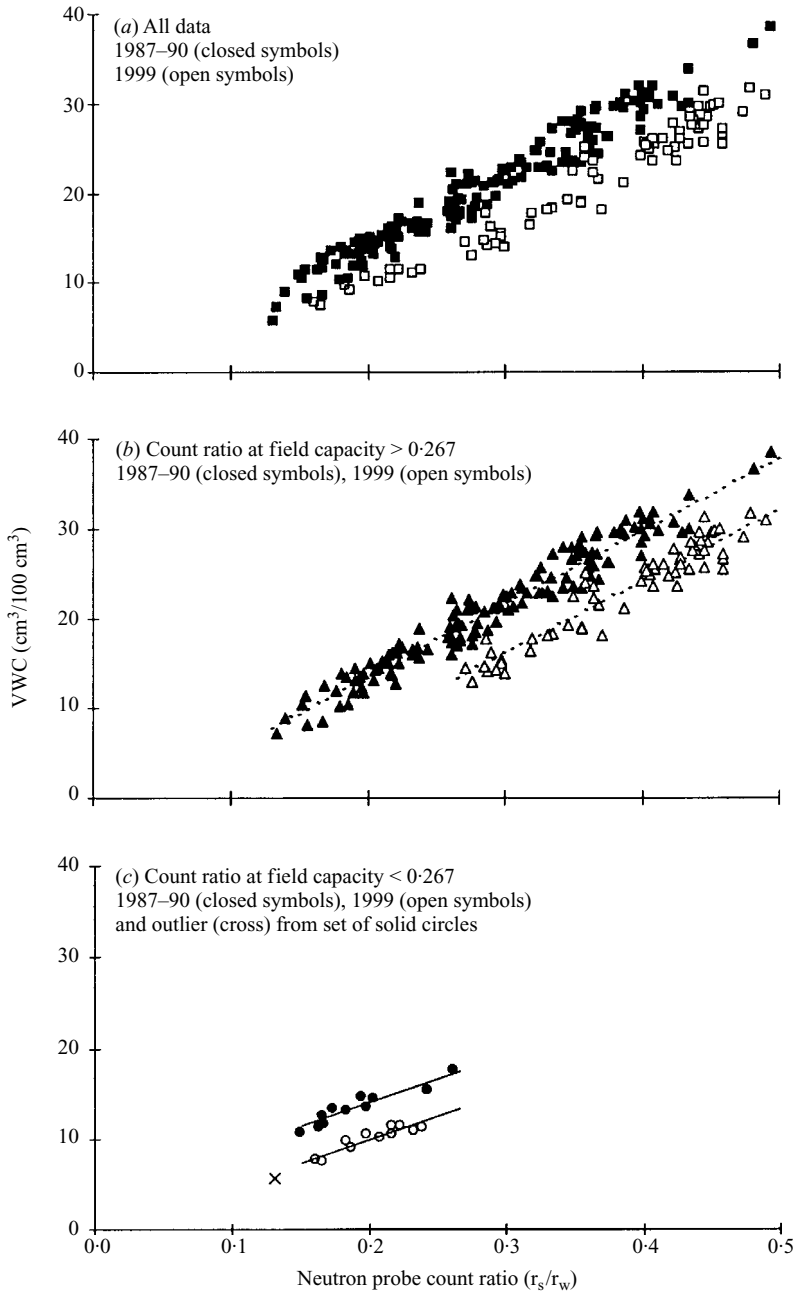 (a) All data
1987–90 (closed symbols)
1999 (open symbols)
40
30
20
10
0
(b) Count ratio at field capacity > 0·267
1987–90 (closed symbols), 1999 (open symbols)
40
30
20
10
0
VWC (cm³/100 cm³)
(c) Count ratio at field capacity < 0·267
1987–90 (closed symbols), 1999 (open symbols)
and outlier (cross) from set of solid circles
40
30
20
10
0
0·0 0·1 0·2 0·3 0·4 0·5
Neutron probe count ratio (rₛ/r_w)